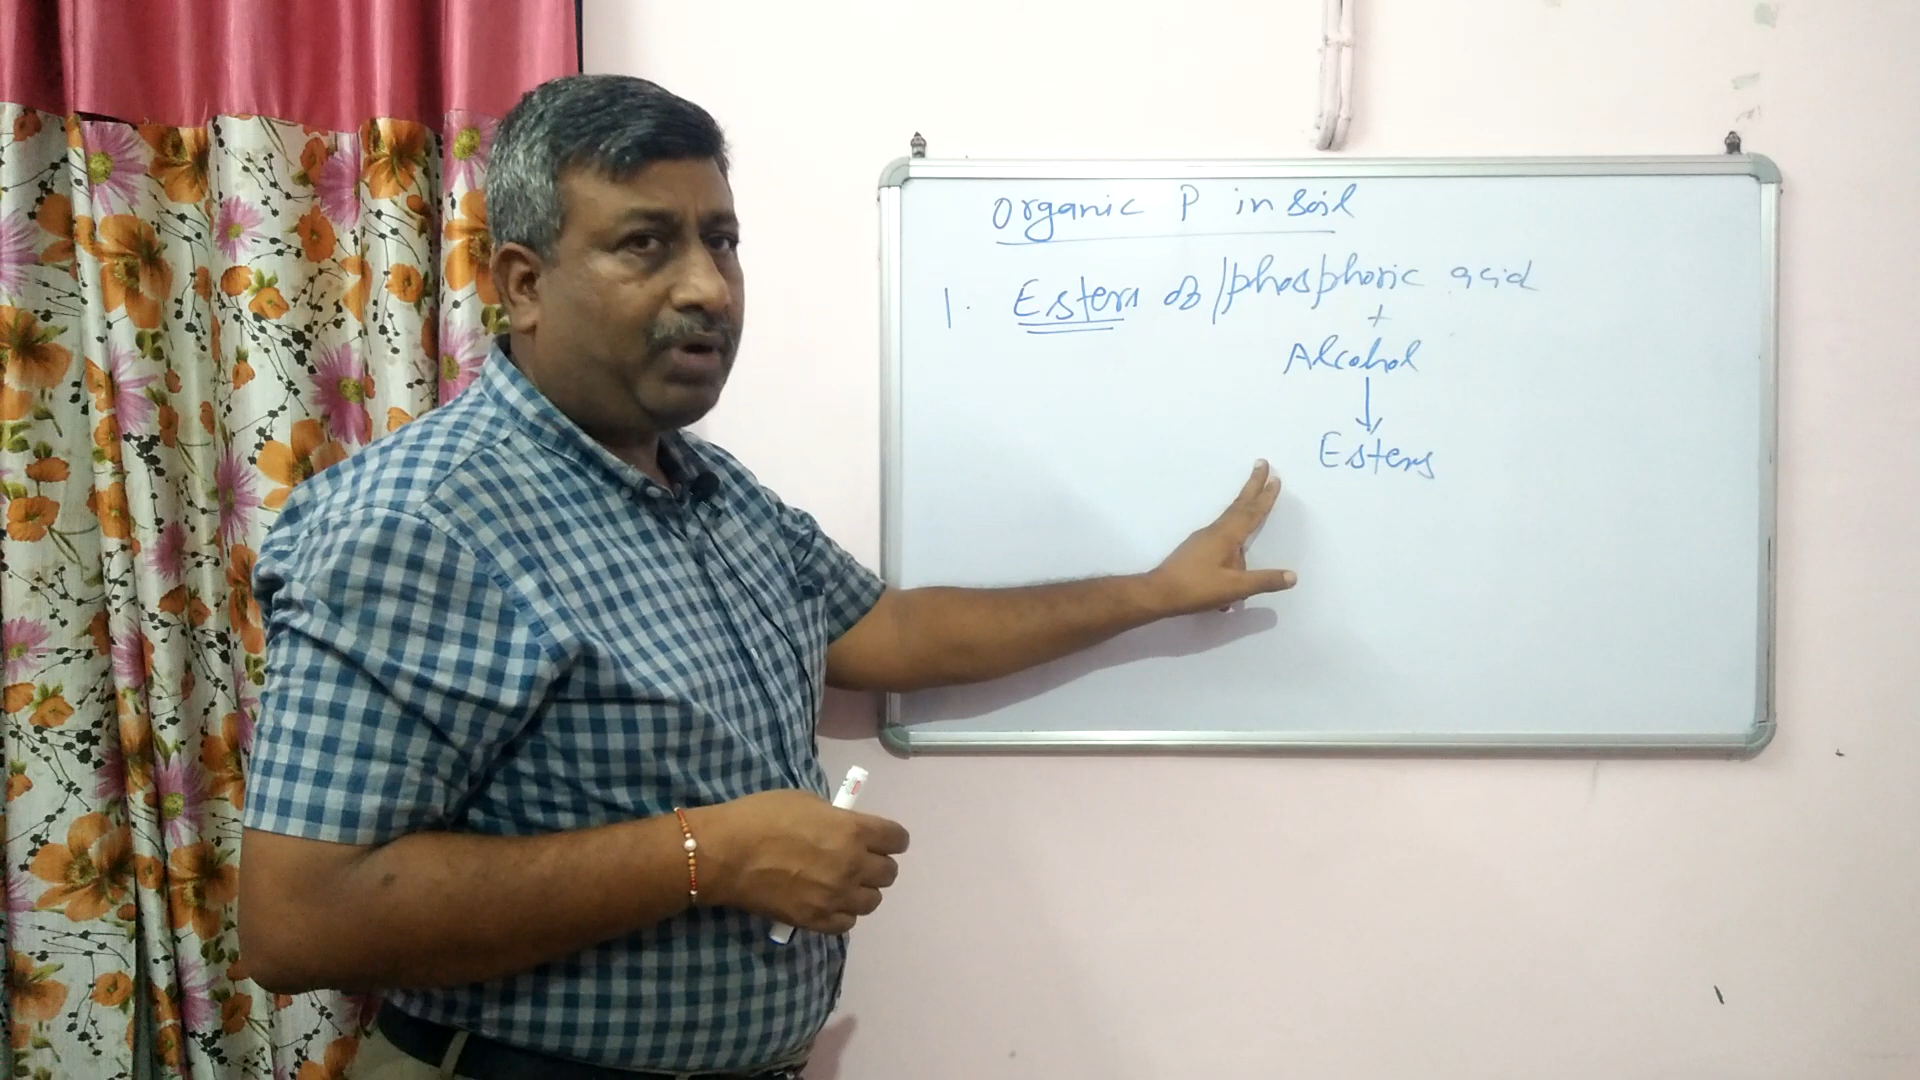 Organic P in Soil
1. Esters of phosphoric acid
+
Alcohol
↓
Esters